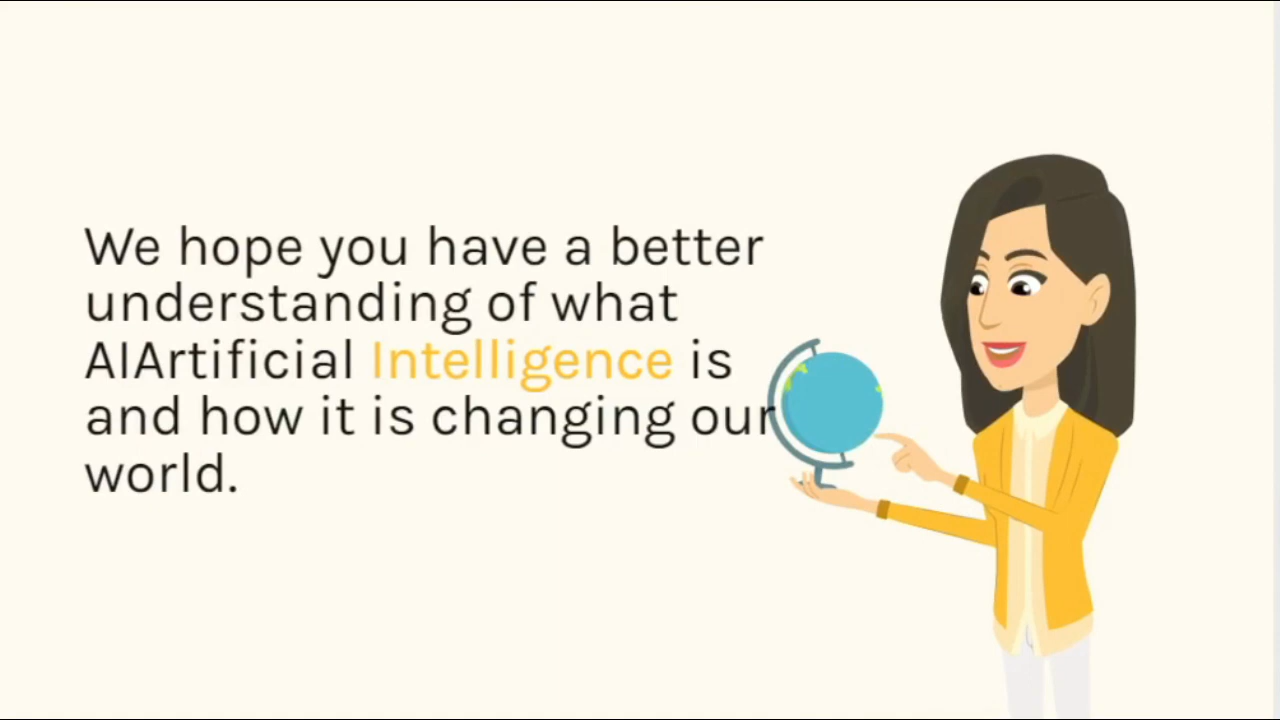 We hope you have a better
understanding of what
AIArtificial Intelligence is
and how it is changing our
world.